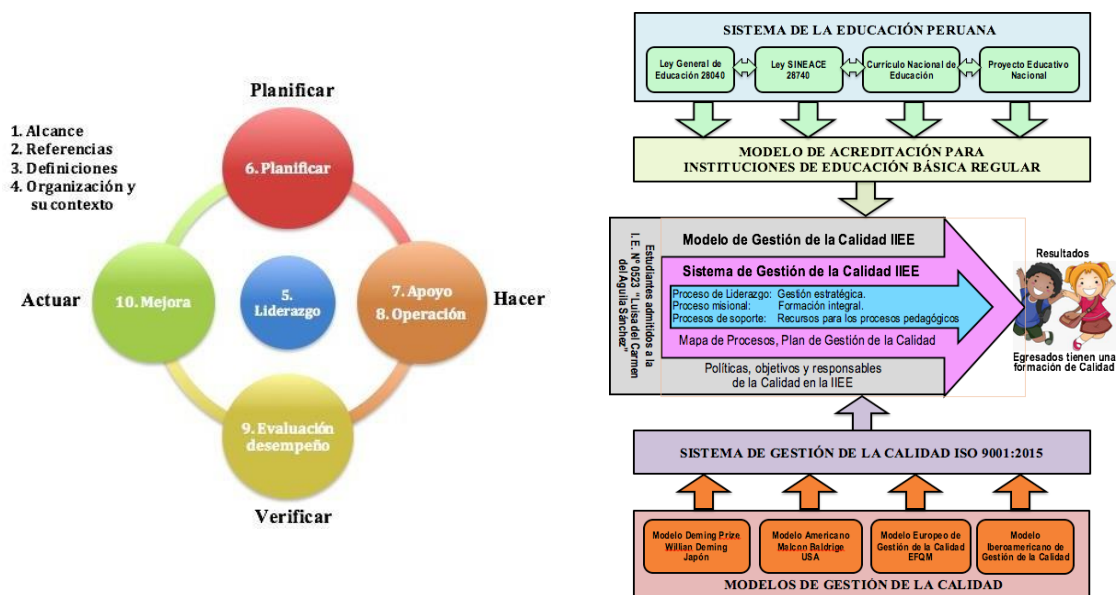 Planificar
1. Alcance
2. Referencias
3. Definiciones
4. Organización y
su contexto
6. Planificar
Actuar
10. Mejora
5.
Liderazgo
7. Apoyo
8. Operación
Hacer
9. Evaluación
desempeño
Verificar
SISTEMA DE LA EDUCACIÓN PERUANA
Ley General de
Educación 28040
Ley SINEACE
28740
Currículo Nacional de
Educación
Proyecto Educativo
Nacional
MODELO DE ACREDITACIÓN PARA
INSTITUCIONES DE EDUCACIÓN BÁSICA REGULAR
Estudiantes admitidos a la
I. E. Nº 0523 "Luisa del Carmen
del Aguila Sánchez"
Modelo de Gestión de la Calidad IIEE
Sistema de Gestión de la Calidad IIEE
Proceso de Liderazgo: Gestión estratégica.
Proceso misional: Formación integral.
Procesos de soporte: Recursos para los procesos pedagógicos
Mapa de Procesos, Plan de Gestión de la Calidad
Políticas, objetivos y responsables
de la Calidad en la IIEE
Resultados
Egresados tienen una
formación de Calidad
SISTEMA DE GESTIÓN DE LA CALIDAD ISO 9001:2015
Modelo Deming Prize
Willian Deming
Japón
Modelo Americano
Malcon Baldrige
USA
Modelo Europeo de
Gestión de la Calidad
EFQM
Modelo
Iberoamericano de
Gestión de la Calidad
MODELOS DE GESTIÓN DE LA CALIDAD